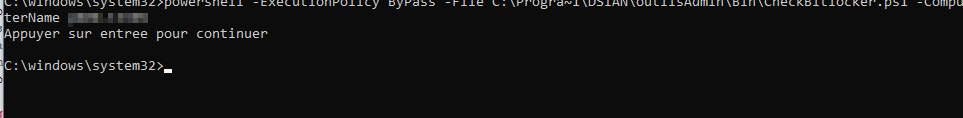 C:\windows\system32>powershell -ExecutionPolicy ByPass -File C:\Progra~1\DSIAN\outilsAdmin\Bin\CheckBitlocker.ps1 -Compu
terName
Appuyer sur entree pour continuer
C:\windows\system32>